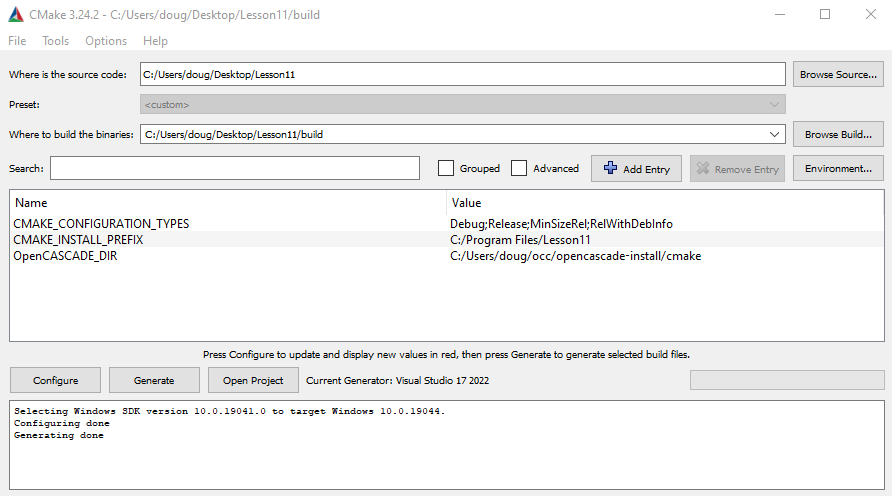 CMake 3.24.2 - C:/Users/doug/Desktop/Lesson11/build
File Tools Options Help
Where is the source code: C:/Users/doug/Desktop/Lesson11 Browse Source...
Preset: <custom>
Where to build the binaries: C:/Users/doug/Desktop/Lesson11/build Browse Build...
Search: Grouped Advanced Add Entry Remove Entry Environment...
Name Value
CMAKE_CONFIGURATION_TYPES Debug;Release;MinSizeRel;RelWithDebInfo
CMAKE_INSTALL_PREFIX C:/Program Files/Lesson11
OpenCASCADE_DIR C:/Users/doug/occ/opencascade-install/cmake
Press Configure to update and display new values in red, then press Generate to generate selected build files.
Configure Generate Open Project Current Generator: Visual Studio 17 2022
Selecting Windows SDK version 10.0.19041.0 to target Windows 10.0.19044.
Configuring done
Generating done